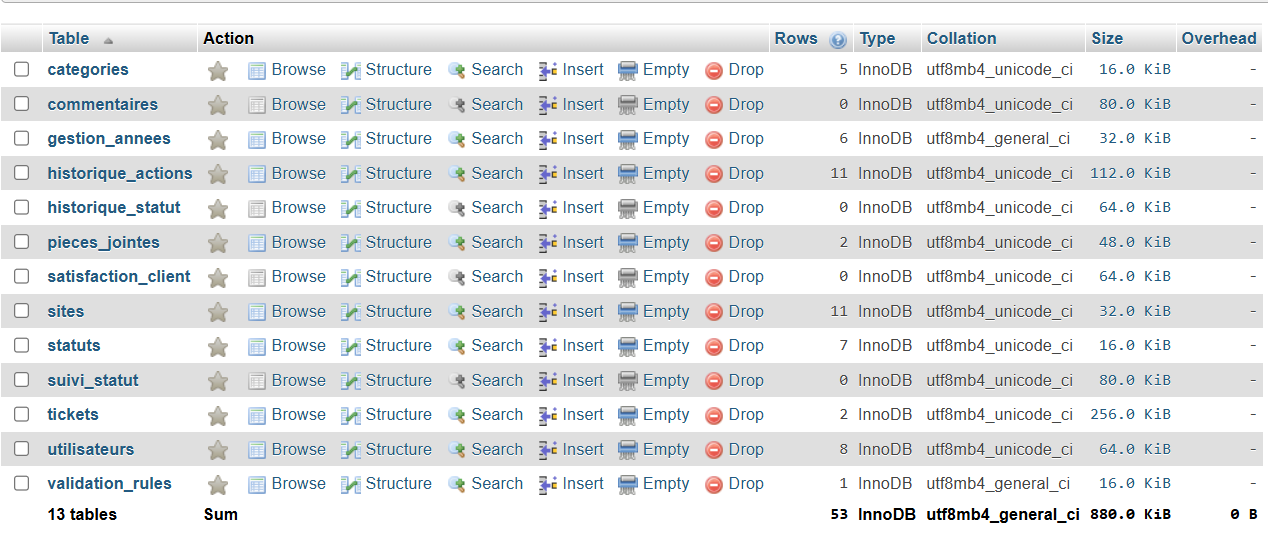 Table Action Rows Type Collation Size Overhead
categories Browse Structure Search Insert Empty Drop 5 InnoDB utf8mb4_unicode_ci 16.0 KiB -
commentaires Browse Structure Search Insert Empty Drop 0 InnoDB utf8mb4_unicode_ci 80.0 KiB -
gestion_annees Browse Structure Search Insert Empty Drop 6 InnoDB utf8mb4_general_ci 32.0 KiB -
historique_actions Browse Structure Search Insert Empty Drop 11 InnoDB utf8mb4_unicode_ci 112.0 KiB -
historique_statut Browse Structure Search Insert Empty Drop 0 InnoDB utf8mb4_unicode_ci 64.0 KiB -
pieces_jointes Browse Structure Search Insert Empty Drop 2 InnoDB utf8mb4_unicode_ci 48.0 KiB -
satisfaction_client Browse Structure Search Insert Empty Drop 0 InnoDB utf8mb4_unicode_ci 64.0 KiB -
sites Browse Structure Search Insert Empty Drop 11 InnoDB utf8mb4_unicode_ci 32.0 KiB -
statuts Browse Structure Search Insert Empty Drop 7 InnoDB utf8mb4_unicode_ci 16.0 KiB -
suivi_statut Browse Structure Search Insert Empty Drop 0 InnoDB utf8mb4_unicode_ci 80.0 KiB -
tickets Browse Structure Search Insert Empty Drop 2 InnoDB utf8mb4_unicode_ci 256.0 KiB -
utilisateurs Browse Structure Search Insert Empty Drop 8 InnoDB utf8mb4_unicode_ci 64.0 KiB -
validation_rules Browse Structure Search Insert Empty Drop 1 InnoDB utf8mb4_general_ci 16.0 KiB -
13 tables Sum 53 InnoDB utf8mb4_general_ci 880.0 KiB 0 B